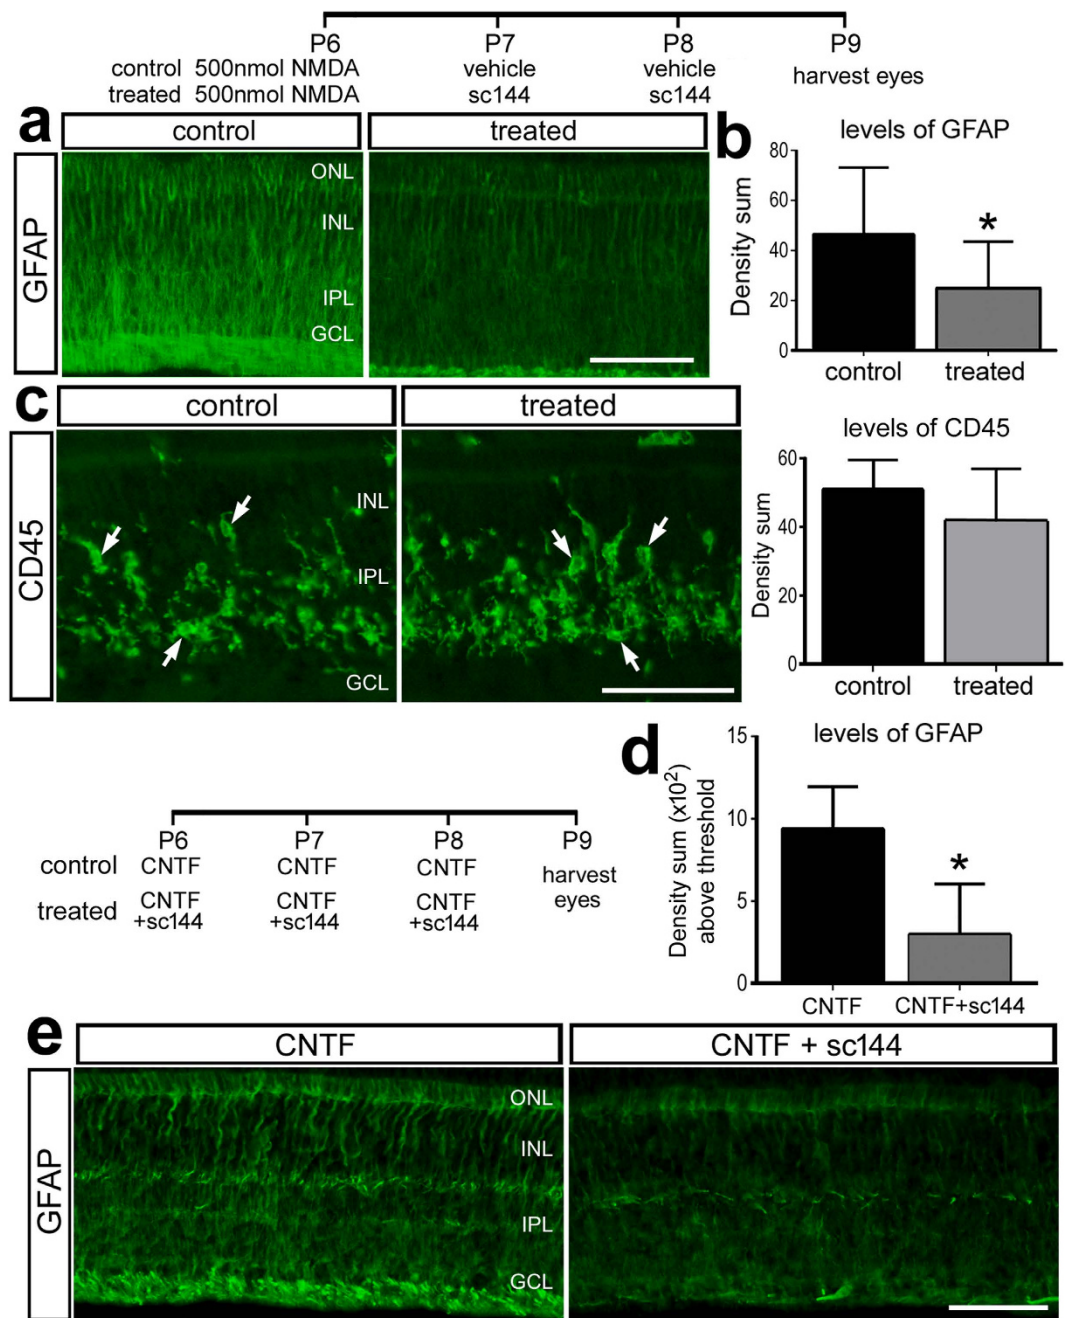 P6 P7 P8 P9
control 500nmol NMDA vehicle vehicle harvest eyes
treated 500nmol NMDA sc144 sc144
a control treated
GFAP
ONL
INL
IPL
GCL
b levels of GFAP
Density sum
80
60
40
20
0
*
control treated
c control treated
CD45
INL
IPL
GCL
levels of CD45
Density sum
60
40
20
0
control treated
P6 P7 P8 P9
control CNTF CNTF CNTF harvest
eyes
treated CNTF CNTF CNTF
+sc144 +sc144 +sc144
d levels of GFAP
Density sum (x10²)
above threshold
15
10
5
0
*
CNTF CNTF+sc144
e CNTF CNTF + sc144
GFAP
ONL
INL
IPL
GCL